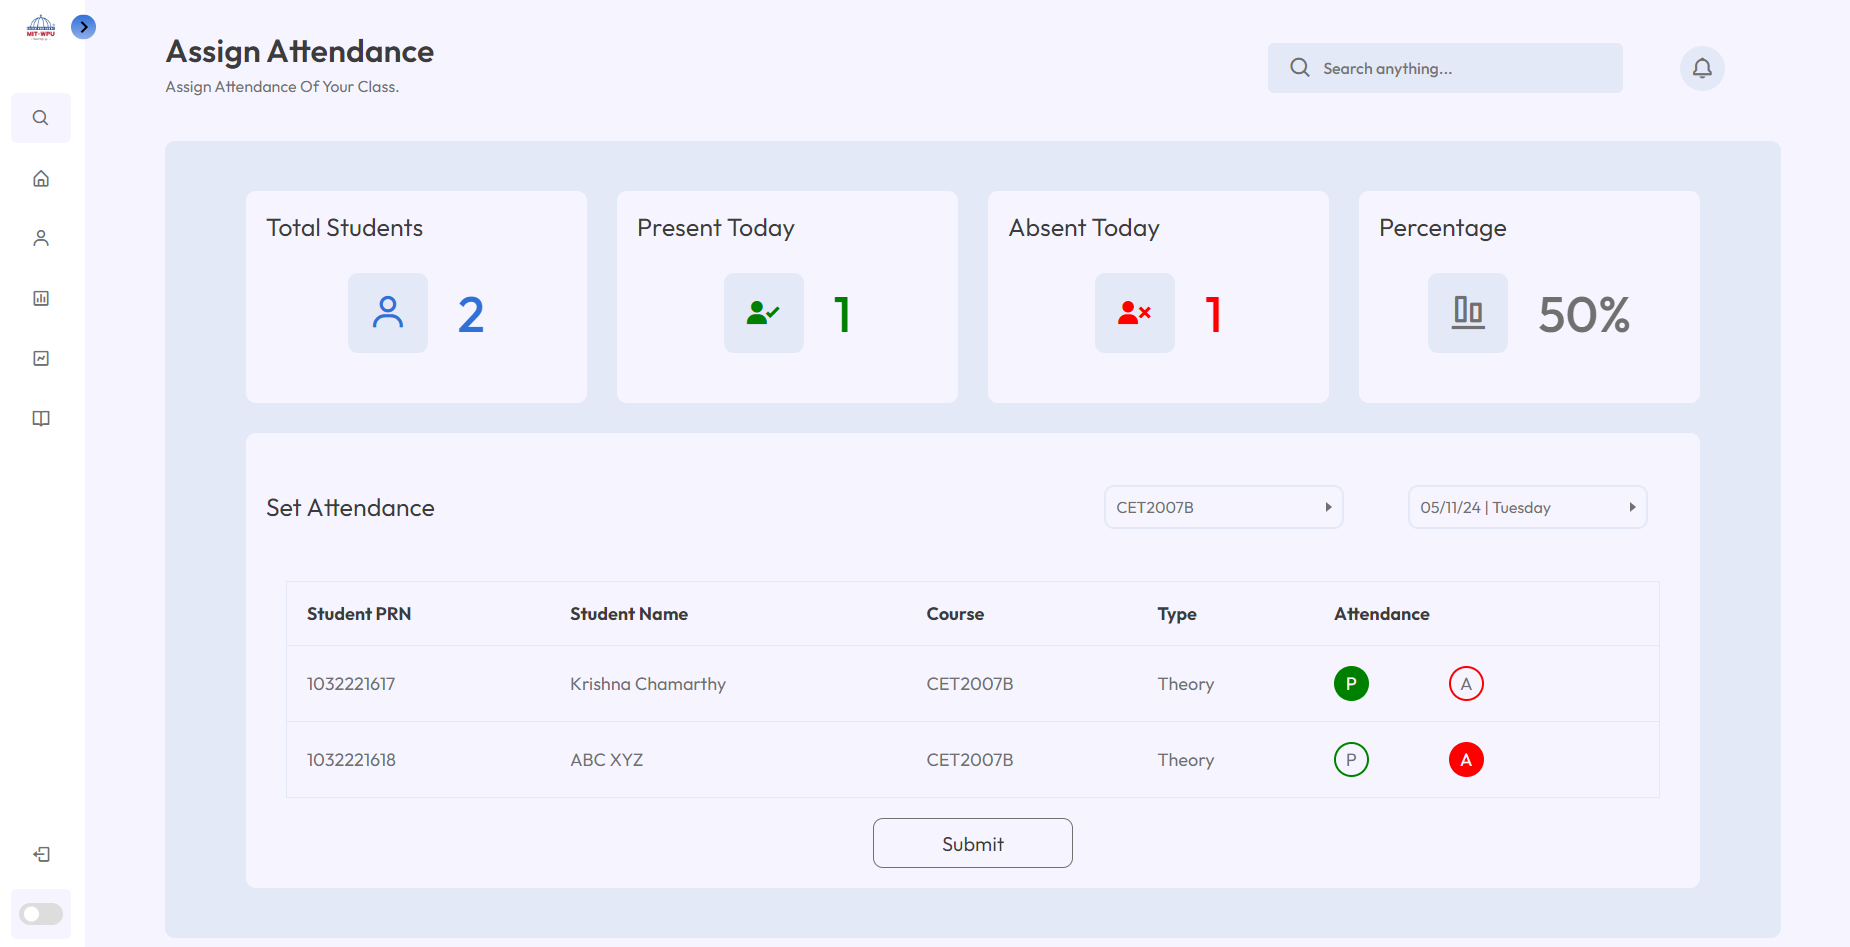 MIT-WPU
Assign Attendance
Assign Attendance Of Your Class.
Search anything...
Total Students
2
Present Today
1
Absent Today
1
Percentage
50%
Set Attendance
CET2007B
05/11/24 | Tuesday
Student PRN Student Name Course Type Attendance
1032221617 Krishna Chamarthy CET2007B Theory P A
1032221618 ABC XYZ CET2007B Theory P A
Submit